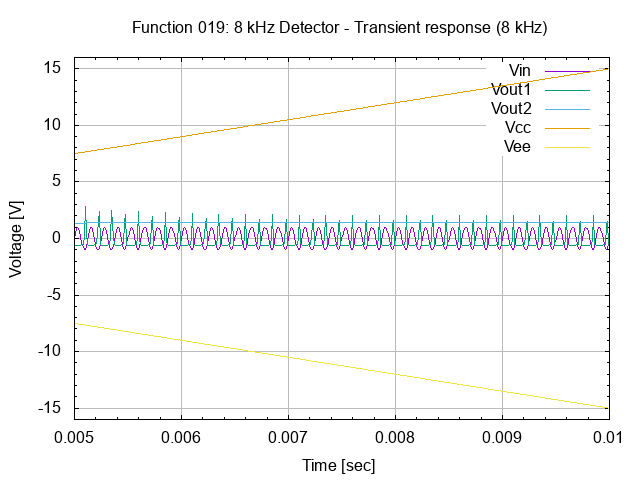 Function 019: 8 kHz Detector - Transient response (8 kHz)
Vin
Vout1
Vout2
Vcc
Vee
15
10
5
0
-5
-10
-15
Voltage [V]
0.005 0.006 0.007 0.008 0.009 0.01
Time [sec]